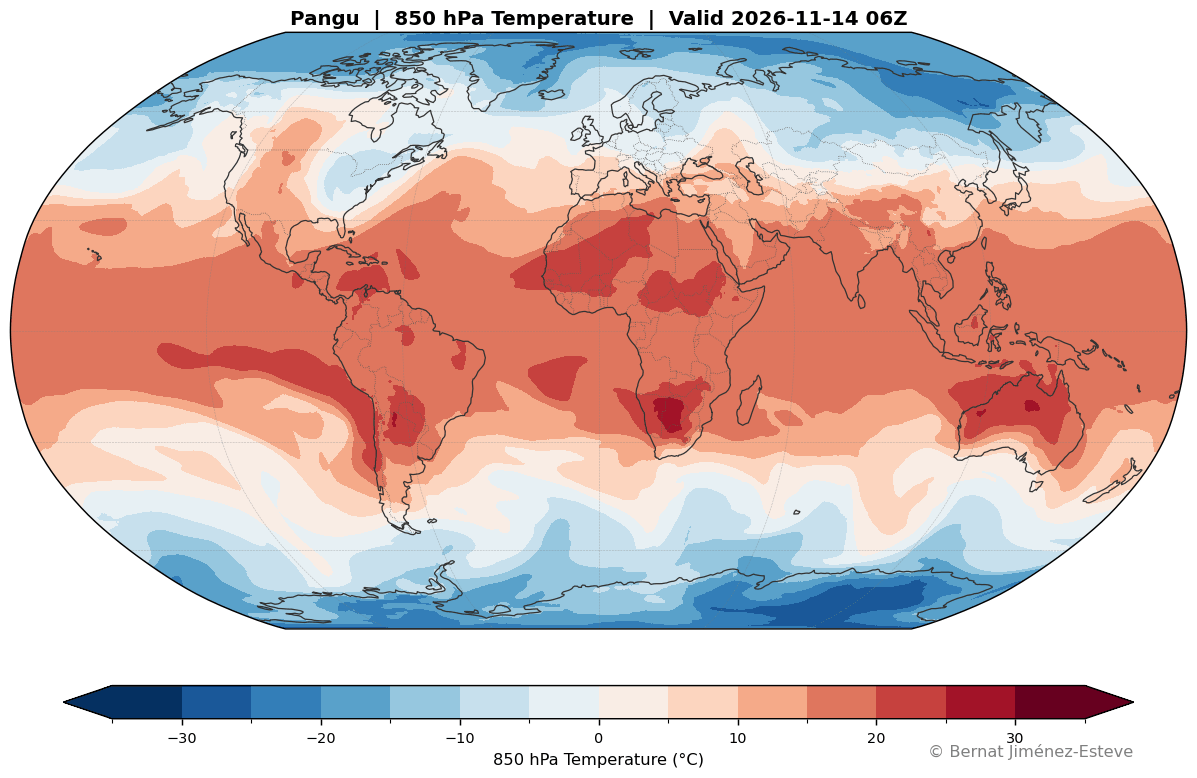 Pangu  |  850 hPa Temperature  |  Valid 2026-11-14 06Z
−30 −20 −10 0 10 20 30
850 hPa Temperature (°C)
© Bernat Jiménez-Esteve